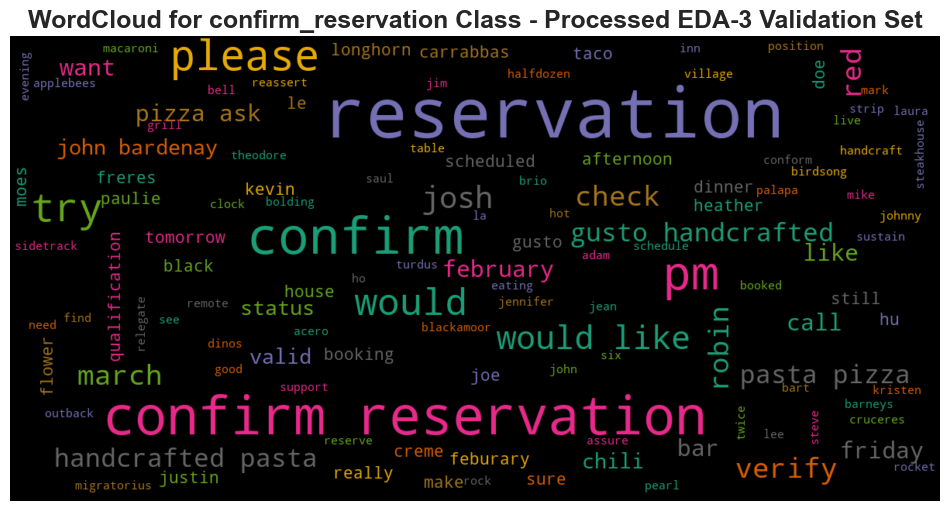 WordCloud for confirm_reservation Class - Processed EDA-3 Validation Set
macaroni
please
longhorn
carrabbas
taco
inn
position
evening
applebees
want
reassert
bell
jim
halfdozen
village
doe
red
mark
pizza ask
le
reservation
strip
laura
live
grill
john bardenay
theodore
table
scheduled
afternoon
conform
handcraft
birdsong
steakhouse
moes
freres
paulie
kevin
saul
brio
josh
check
dinner
palapa
mike
heather
try
clock
bolding
la
hot
gusto handcrafted
johnny
sustain
sidetrack
tomorrow
confirm
gusto
adam
schedule
like
qualification
black
turdus
february
pm
booked
ho
eating
house
status
would
jennifer
jean
still
remote
relegate
need
find
see
acero
blackamoor
would like
robin
call
hu
flower
dinos
valid
booking
six
good
march
support
joe
john
pasta pizza
bart
kristen
outback
confirm reservation
twice
barneys
cruceres
steve
reserve
assure
lee
handcrafted pasta
creme
feburary
chili
bar
friday
verify
rocket
migratorius
justin
really
make
rock
sure
pearl